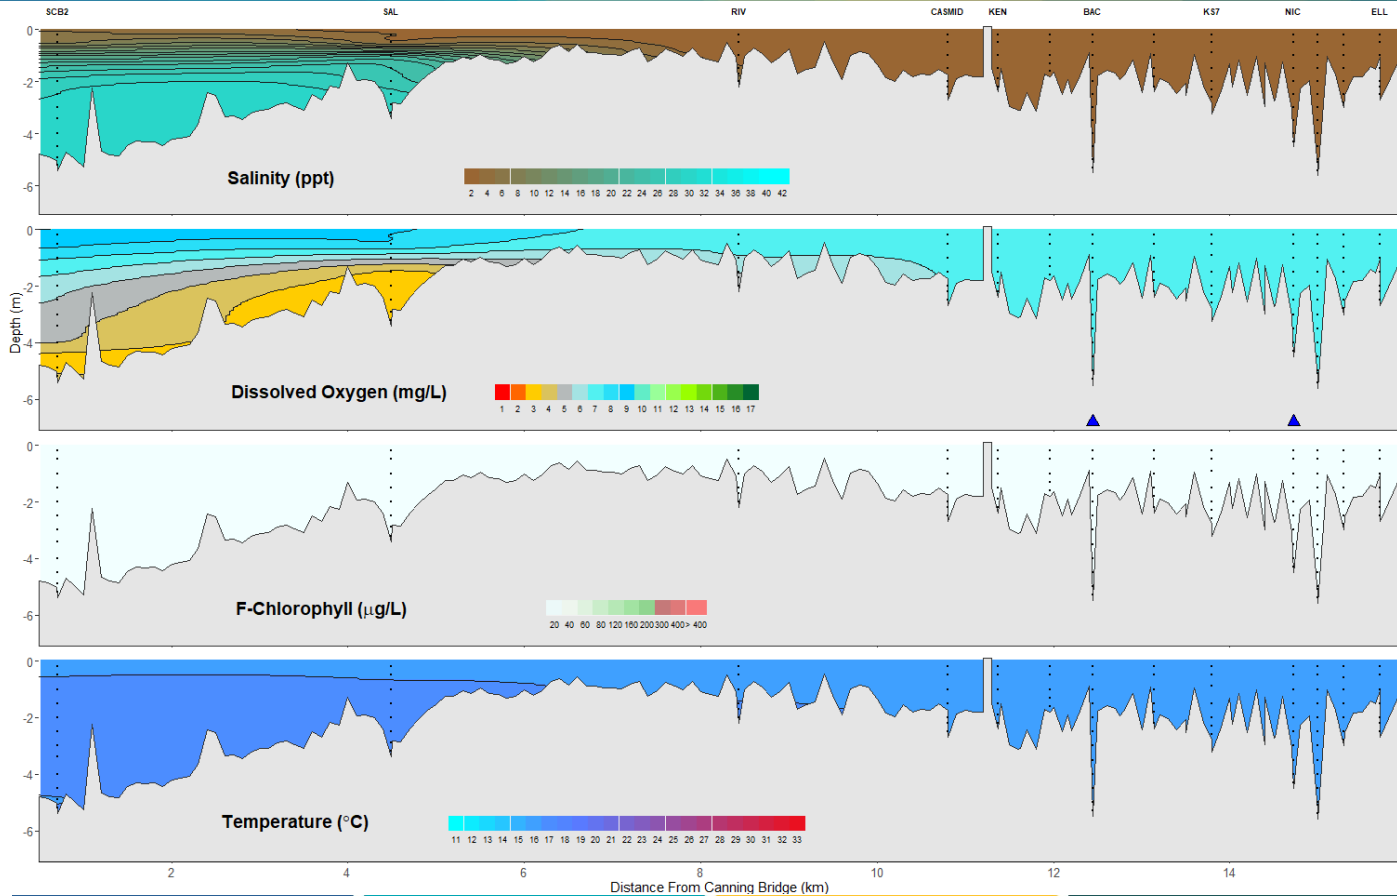 SCB2 SAL RIV CASMID KEN BAC KS7 NIC ELL
0
-2
-4
-6
Salinity (ppt)
2 4 6 8 10 12 14 16 18 20 22 24 26 28 30 32 34 36 38 40 42
0
-2
-4
-6
Depth (m)
Dissolved Oxygen (mg/L)
1 2 3 4 5 6 7 8 9 10 11 12 13 14 15 16 17
0
-2
-4
-6
F-Chlorophyll (µg/L)
20 40 60 80 120 160 200 300 400 > 400
0
-2
-4
-6
Temperature (°C)
11 12 13 14 15 16 17 18 19 20 21 22 23 24 25 26 27 28 29 30 31 32 33
2 4 6 8 10 12 14
Distance From Canning Bridge (km)